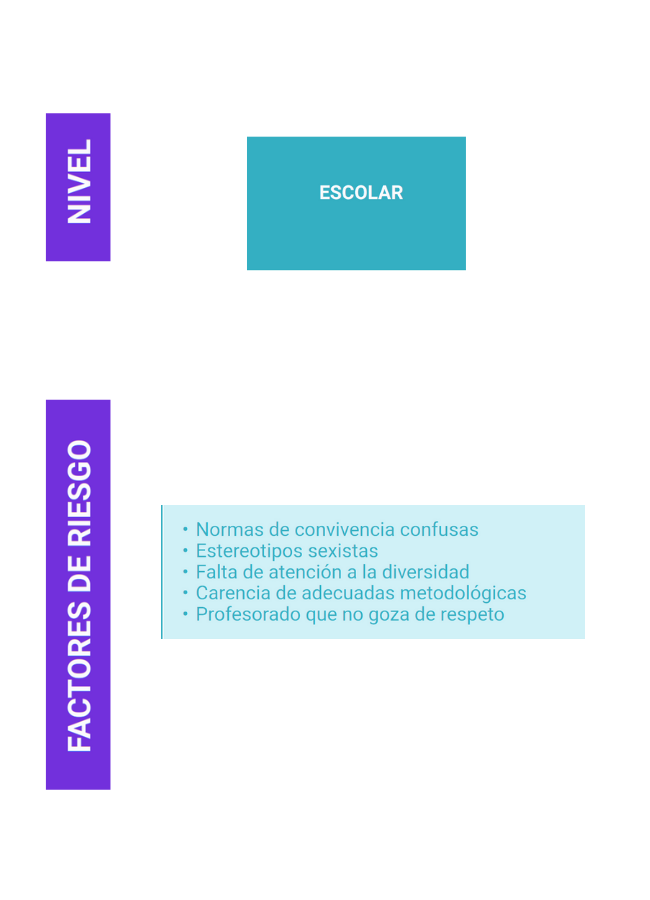 NIVEL
ESCOLAR
FACTORES DE RIESGO
• Normas de convivencia confusas
• Estereotipos sexistas
• Falta de atención a la diversidad
• Carencia de adecuadas metodológicas
• Profesorado que no goza de respeto